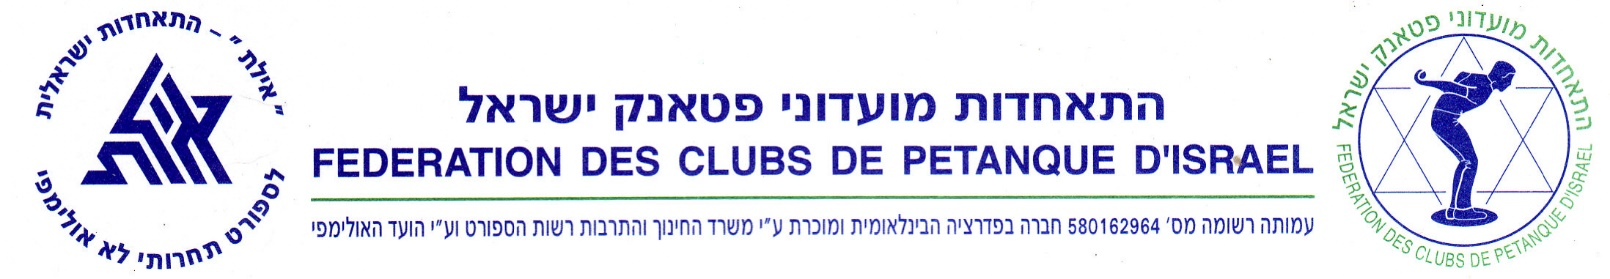 התאחדות מועדוני פטאנק ישראל
FEDERATION DES CLUBS DE PETANQUE D'ISRAEL
עמותה רשומה מס׳ 580162964 חברה בפדרציה הבינלאומית ומוכרת ע״י משרד החינוך והתרבות רשות הספורט וע״י הועד האולימפי
״אילת״ – התאחדות ישראלית
לספורט תחרותי לא אולימפי
אילת
התאחדות מועדוני פטאנק ישראל
FEDERATION DES CLUBS DE PETANQUE D'ISRAEL